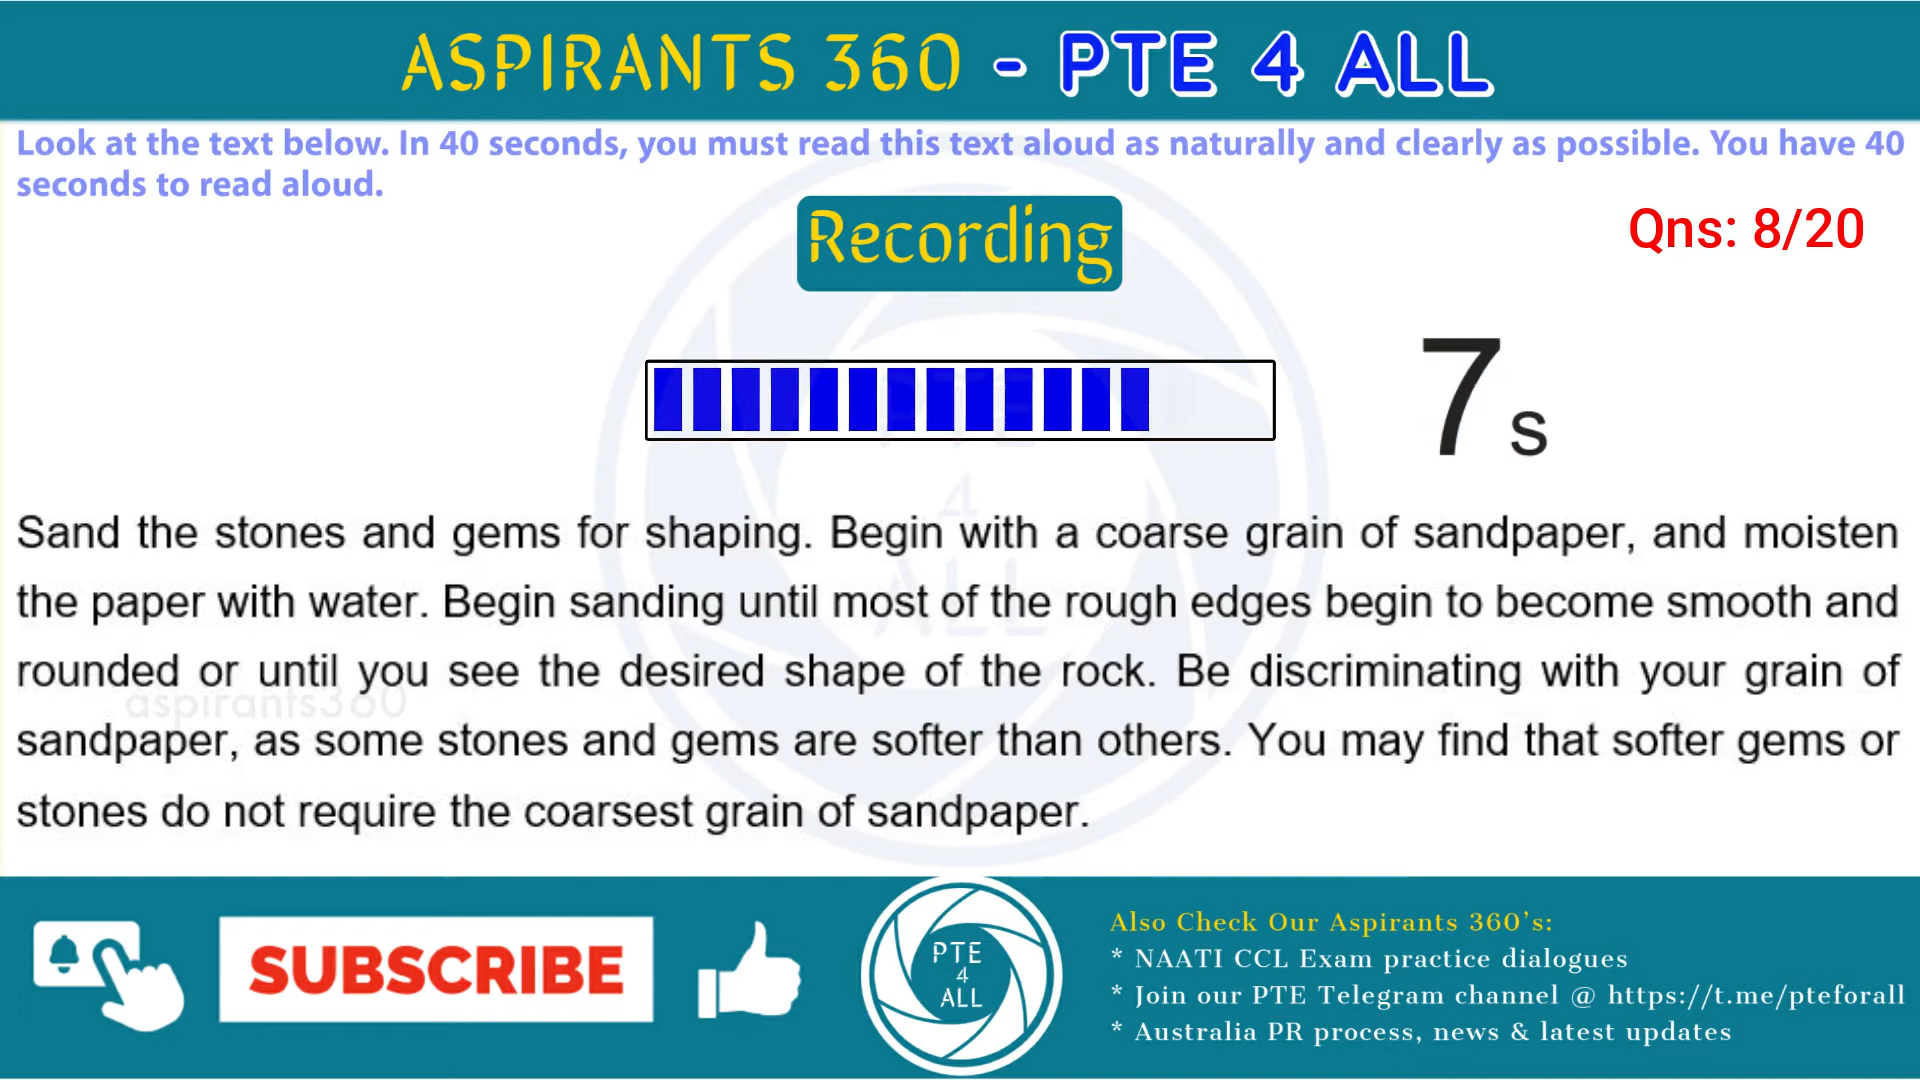 ASPIRANTS 360 - PTE 4 ALL
Look at the text below. In 40 seconds, you must read this text aloud as naturally and clearly as possible. You have 40
seconds to read aloud.
Recording
Qns: 8/20
7s
PTE
4
ALL
Sand the stones and gems for shaping. Begin with a coarse grain of sandpaper, and moisten
the paper with water. Begin sanding until most of the rough edges begin to become smooth and
rounded or until you see the desired shape of the rock. Be discriminating with your grain of
aspirants360
sandpaper, as some stones and gems are softer than others. You may find that softer gems or
stones do not require the coarsest grain of sandpaper.
SUBSCRIBE
PTE
4
ALL
Also Check Our Aspirants 360's:
* NAATI CCL Exam practice dialogues
* Join our PTE Telegram channel @ https://t.me/pteforall
* Australia PR process, news & latest updates